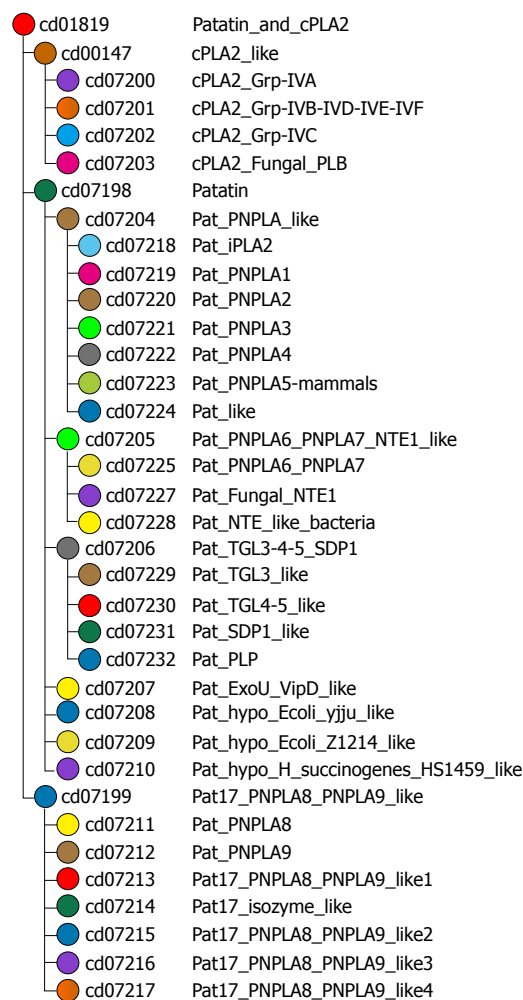 cd01819 Patatin_and_cPLA2
cd00147 cPLA2_like
cd07200 cPLA2_Grp-IVA
cd07201 cPLA2_Grp-IVB-IVD-IVE-IVF
cd07202 cPLA2_Grp-IVC
cd07203 cPLA2_Fungal_PLB
cd07198 Patatin
cd07204 Pat_PNPLA_like
cd07218 Pat_iPLA2
cd07219 Pat_PNPLA1
cd07220 Pat_PNPLA2
cd07221 Pat_PNPLA3
cd07222 Pat_PNPLA4
cd07223 Pat_PNPLA5-mammals
cd07224 Pat_like
cd07205 Pat_PNPLA6_PNPLA7_NTE1_like
cd07225 Pat_PNPLA6_PNPLA7
cd07227 Pat_Fungal_NTE1
cd07228 Pat_NTE_like_bacteria
cd07206 Pat_TGL3-4-5_SDP1
cd07229 Pat_TGL3_like
cd07230 Pat_TGL4-5_like
cd07231 Pat_SDP1_like
cd07232 Pat_PLP
cd07207 Pat_ExoU_VipD_like
cd07208 Pat_hypo_Ecoli_yjju_like
cd07209 Pat_hypo_Ecoli_Z1214_like
cd07210 Pat_hypo_H_succinogenes_HS1459_like
cd07199 Pat17_PNPLA8_PNPLA9_like
cd07211 Pat_PNPLA8
cd07212 Pat_PNPLA9
cd07213 Pat17_PNPLA8_PNPLA9_like1
cd07214 Pat17_isozyme_like
cd07215 Pat17_PNPLA8_PNPLA9_like2
cd07216 Pat17_PNPLA8_PNPLA9_like3
cd07217 Pat17_PNPLA8_PNPLA9_like4